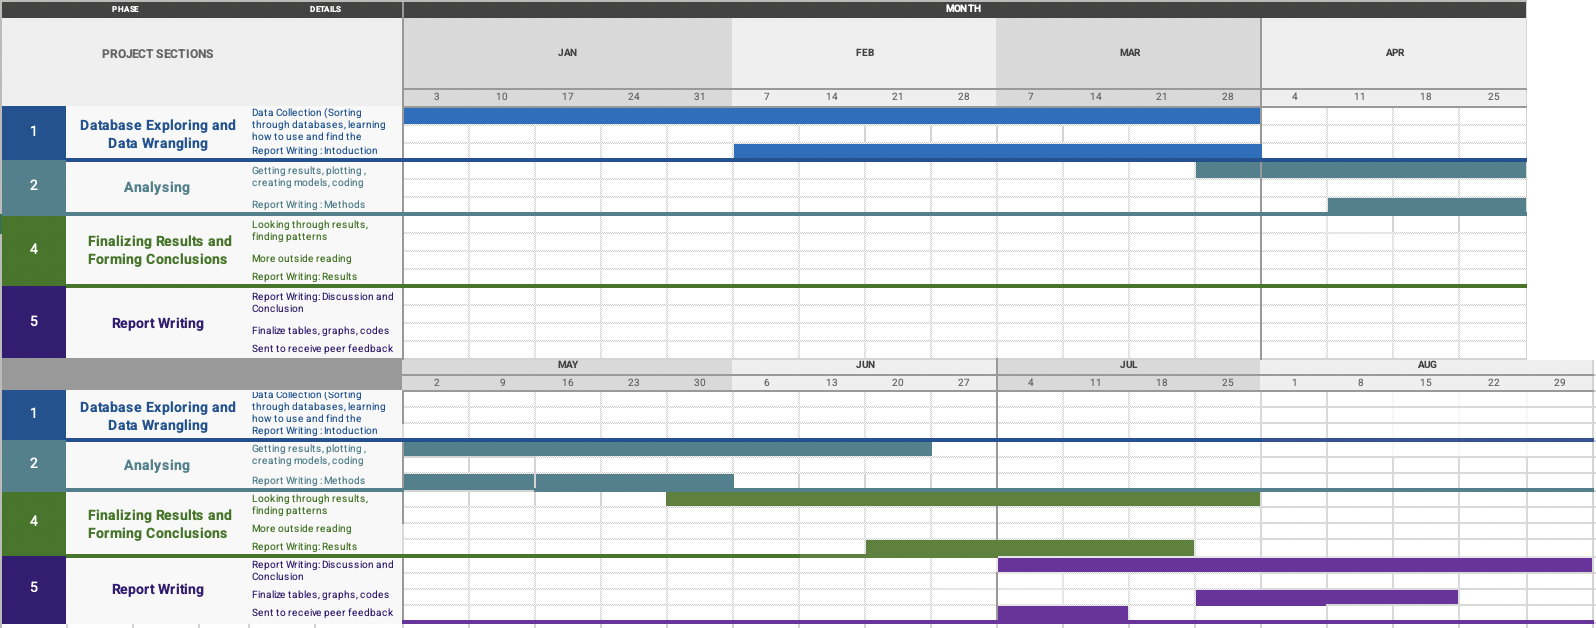 PHASE DETAILS MONTH
PROJECT SECTIONS JAN FEB MAR APR
3 10 17 24 31 7 14 21 28 7 14 21 28 4 11 18 25
1
Database Exploring and
Data Wrangling
Data Collection (Sorting
through databases, learning
how to use and find the
Report Writing : Intoduction
2
Analysing
Getting results, plotting ,
creating models, coding
Report Writing : Methods
4
Finalizing Results and
Forming Conclusions
Looking through results,
finding patterns
More outside reading
Report Writing: Results
5
Report Writing
Report Writing: Discussion and
Conclusion
Finalize tables, graphs, codes
Sent to receive peer feedback
MAY JUN JUL AUG
2 9 16 23 30 6 13 20 27 4 11 18 25 1 8 15 22 29
1
Database Exploring and
Data Wrangling
Data Collection (Sorting
through databases, learning
how to use and find the
Report Writing : Intoduction
2
Analysing
Getting results, plotting ,
creating models, coding
Report Writing : Methods
4
Finalizing Results and
Forming Conclusions
Looking through results,
finding patterns
More outside reading
Report Writing: Results
5
Report Writing
Report Writing: Discussion and
Conclusion
Finalize tables, graphs, codes
Sent to receive peer feedback